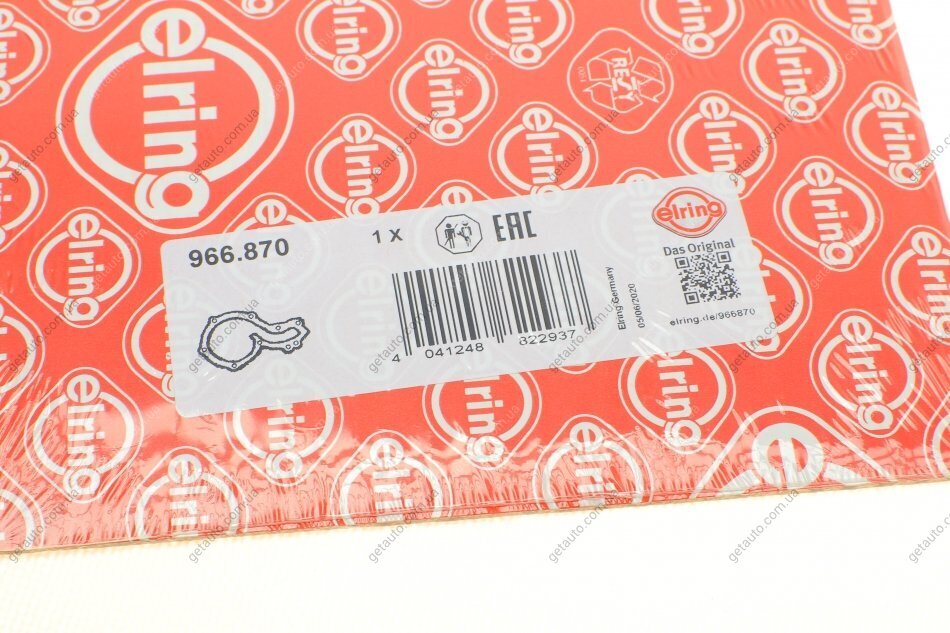 966.870
1 X
EAC
elring
Das Original
elring.de/966870
Elring Germany
05/06/2020
4 041248 822937
elring
RESY
getauto.com.ua